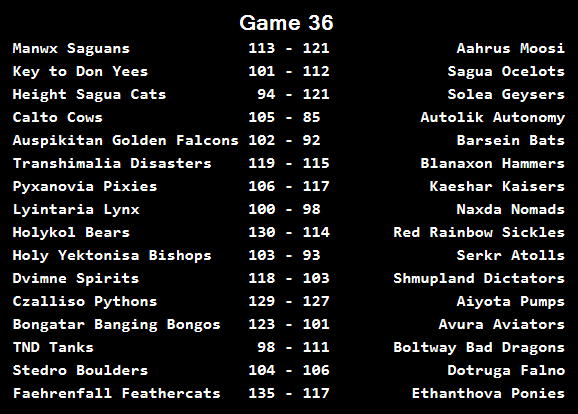 Game 36
Manwx Saguans 113 - 121 Aahrus Moosi
Key to Don Yees 101 - 112 Sagua Ocelots
Height Sagua Cats 94 - 121 Solea Geysers
Calto Cows 105 - 85 Autolik Autonomy
Auspikitan Golden Falcons 102 - 92 Barsein Bats
Transhimalia Disasters 119 - 115 Blanaxon Hammers
Pyxanovia Pixies 106 - 117 Kaeshar Kaisers
Lyintaria Lynx 100 - 98 Naxda Nomads
Holykol Bears 130 - 114 Red Rainbow Sickles
Holy Yektonisa Bishops 103 - 93 Serkr Atolls
Dvimne Spirits 118 - 103 Shmupland Dictators
Czalliso Pythons 129 - 127 Aiyota Pumps
Bongatar Banging Bongos 123 - 101 Avura Aviators
TND Tanks 98 - 111 Boltway Bad Dragons
Stedro Boulders 104 - 106 Dotruga Falno
Faehrenfall Feathercats 135 - 117 Ethanthova Ponies